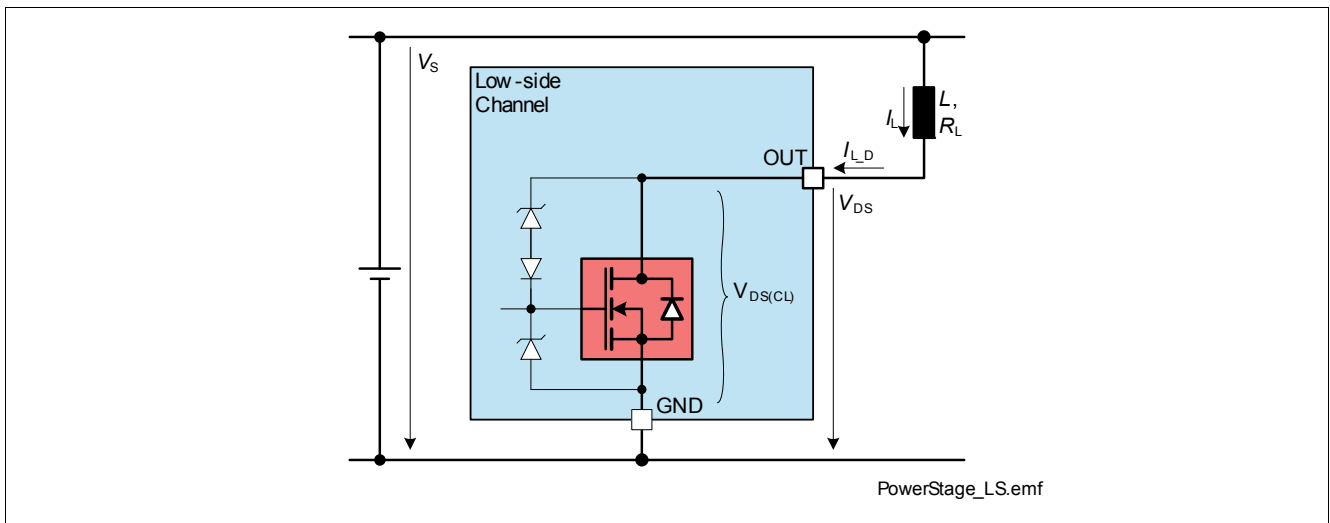 VS
Low-side
Channel
L,
IL
RL
IL_D
OUT
VDS
VDS(CL)
GND
PowerStage_LS.emf